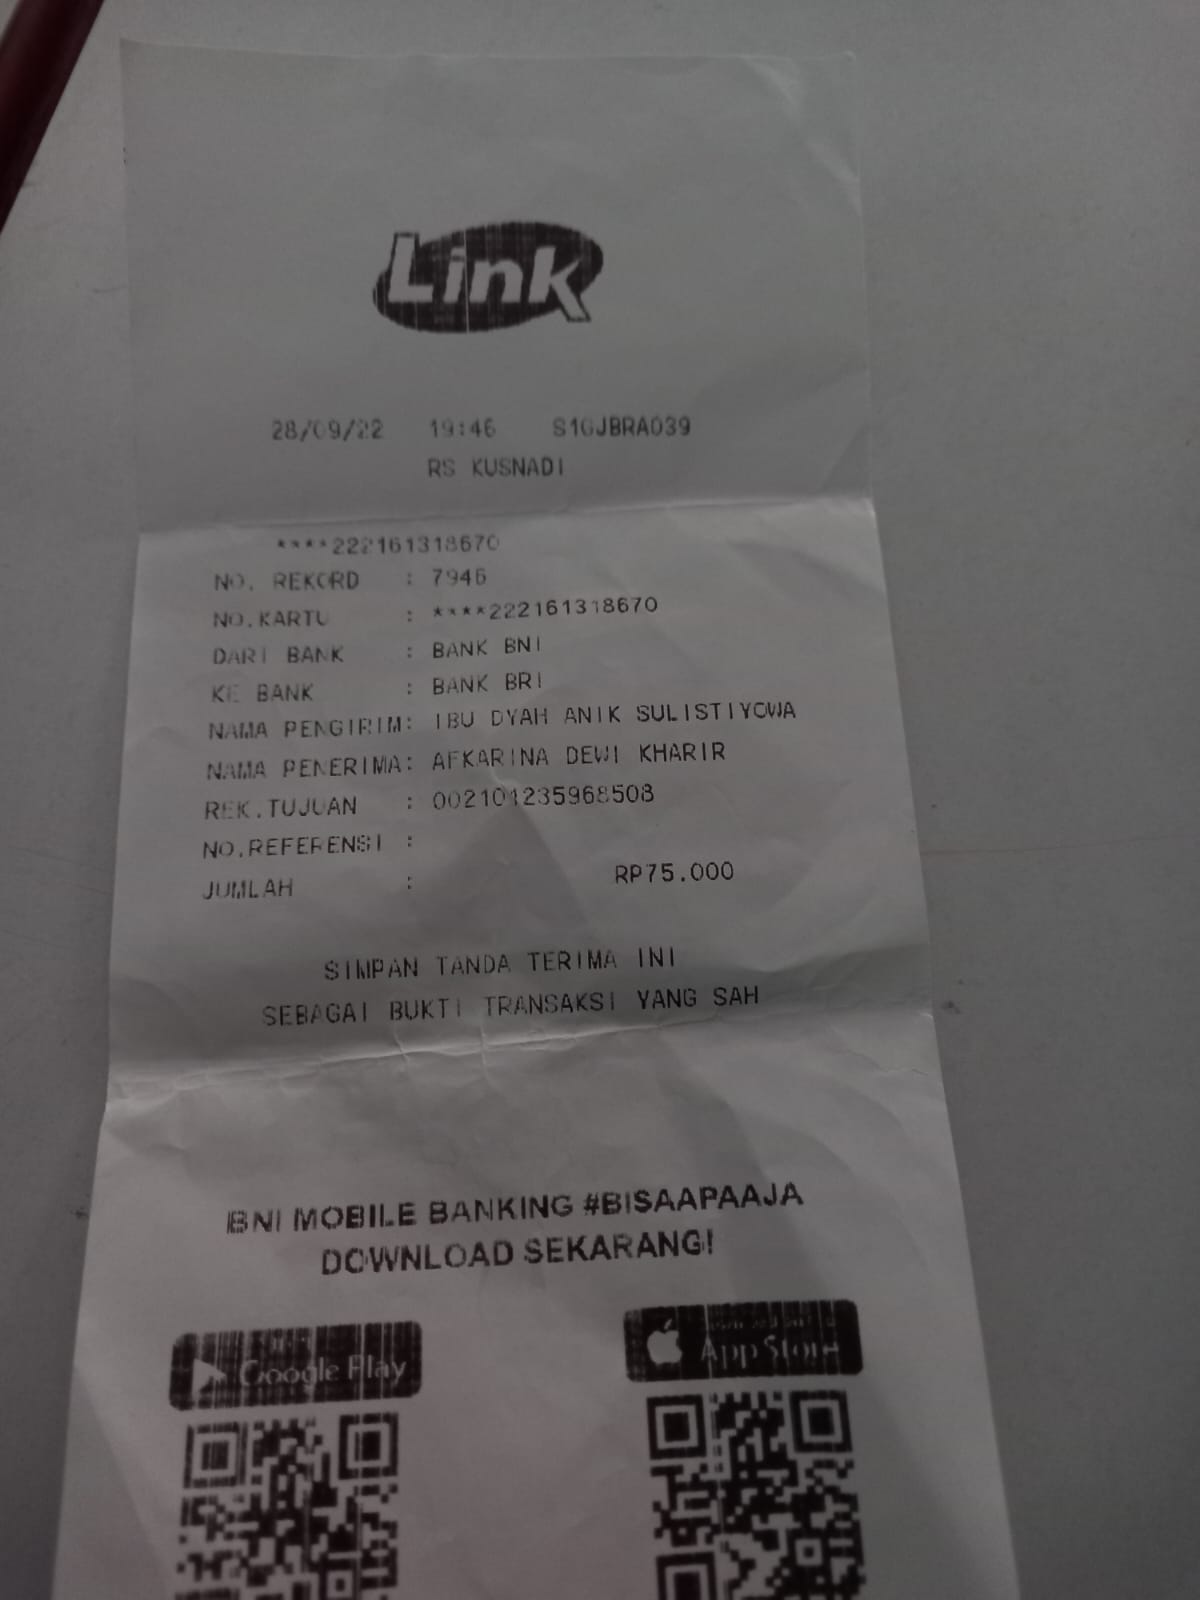 Link
28/09/22 19:46 S1GJBRA039
RS KUSNADI
****222161318670
NO. REKORD : 7946
NO.KARTU : ****222161318670
DARI BANK : BANK BNI
KE BANK : BANK BRI
NAMA PENGIRIM: IBU DYAH ANIK SULISTIYOWA
NAMA PENERIMA: AFKARINA DEWI KHARIR
REK.TUJUAN : 002101235968508
NO.REFERENSI :
JUMLAH : RP75.000
SIMPAN TANDA TERIMA INI
SEBAGAI BUKTI TRANSAKSI YANG SAH
BNI MOBILE BANKING #BISAAPAAJA
DOWNLOAD SEKARANG!
Google Play
App Store